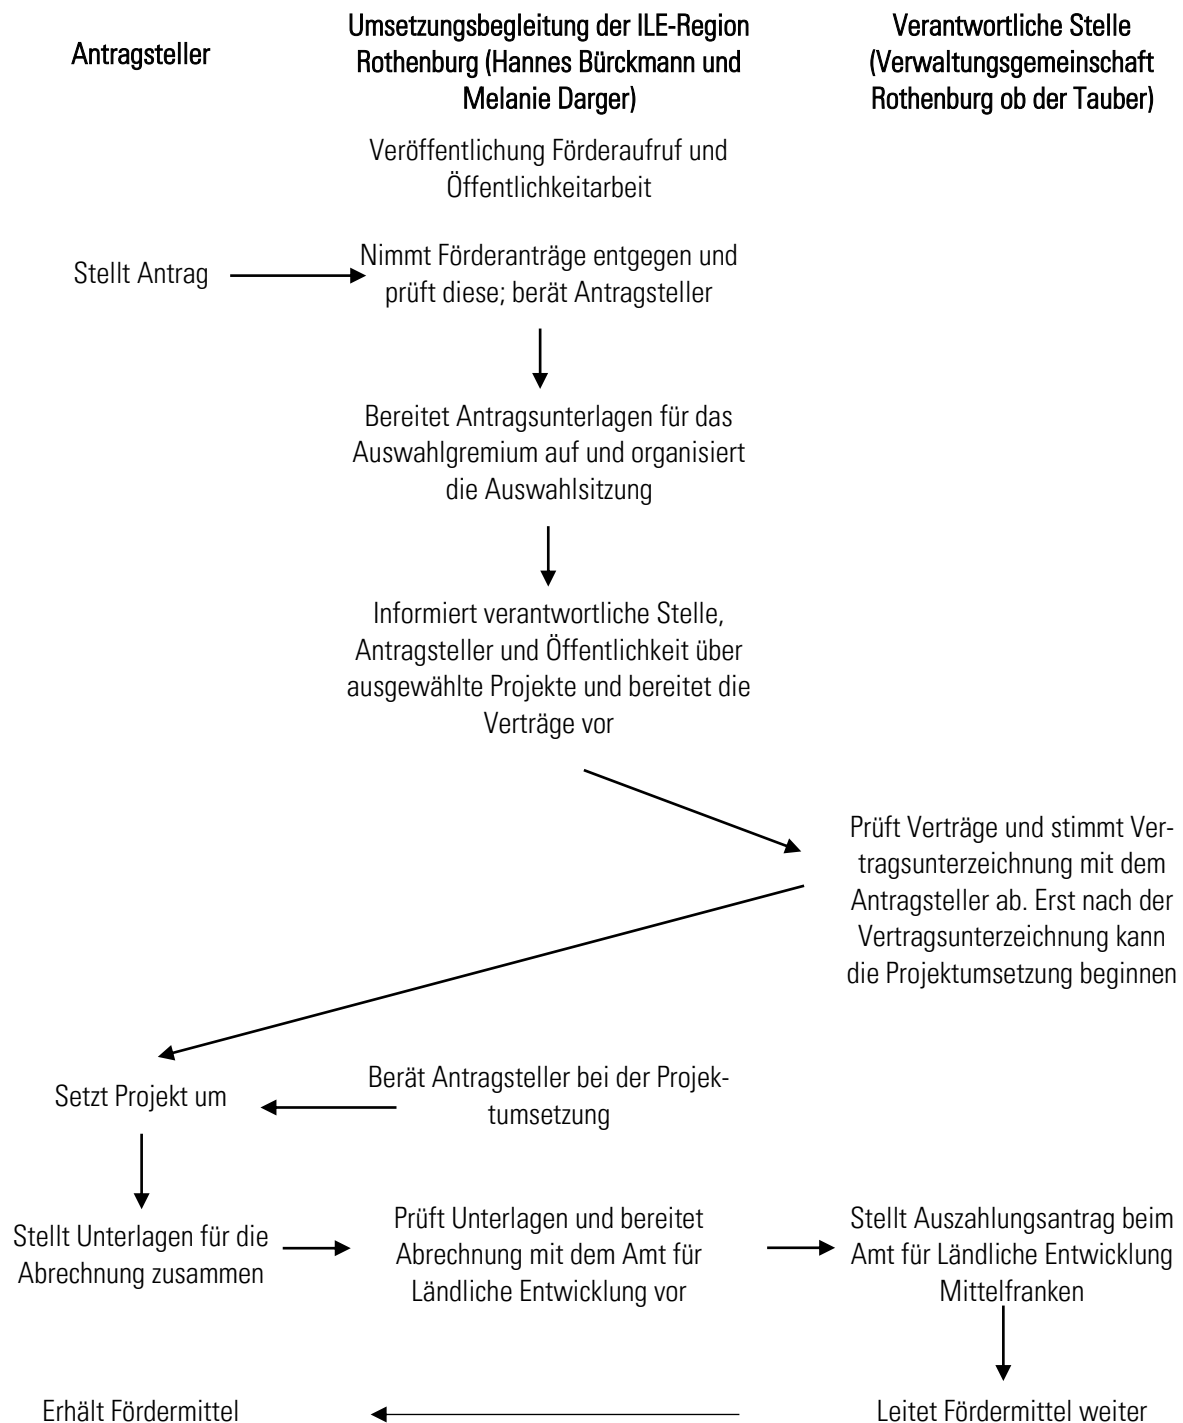 Antragsteller
Umsetzungsbegleitung der ILE-Region
Rothenburg (Hannes Bürckmann und
Melanie Darger)
Verantwortliche Stelle
(Verwaltungsgemeinschaft
Rothenburg ob der Tauber)
Veröffentlichung Förderaufruf und
Öffentlichkeitarbeit
Stellt Antrag
Nimmt Förderanträge entgegen und
prüft diese; berät Antragsteller
Bereitet Antragsunterlagen für das
Auswahlgremium auf und organisiert
die Auswahlsitzung
Informiert verantwortliche Stelle,
Antragsteller und Öffentlichkeit über
ausgewählte Projekte und bereitet die
Verträge vor
Prüft Verträge und stimmt Ver-
tragsunterzeichnung mit dem
Antragsteller ab. Erst nach der
Vertragsunterzeichnung kann
die Projektumsetzung beginnen
Setzt Projekt um
Berät Antragsteller bei der Projek-
tumsetzung
Stellt Unterlagen für die
Abrechnung zusammen
Prüft Unterlagen und bereitet
Abrechnung mit dem Amt für
Ländliche Entwicklung vor
Stellt Auszahlungsantrag beim
Amt für Ländliche Entwicklung
Mittelfranken
Erhält Fördermittel
Leitet Fördermittel weiter